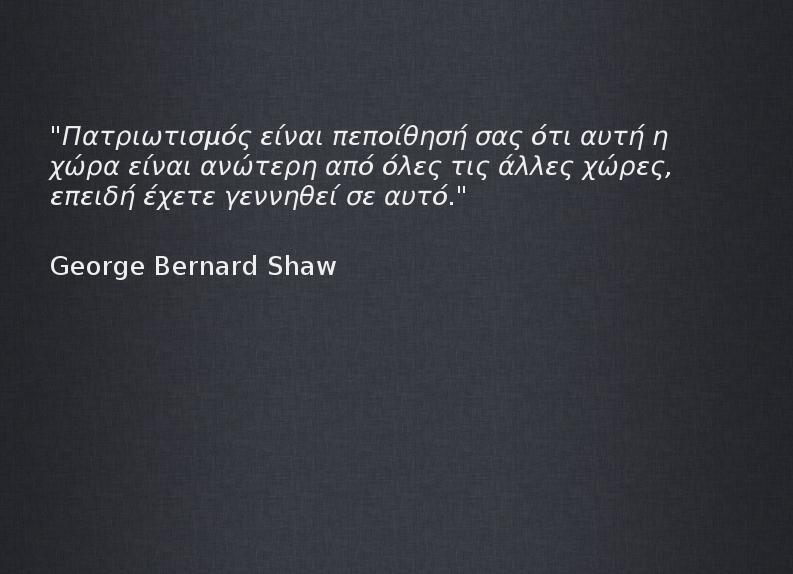 "Πατριωτισμός είναι πεποίθησή σας ότι αυτή η
χώρα είναι ανώτερη από όλες τις άλλες χώρες,
επειδή έχετε γεννηθεί σε αυτό."
George Bernard Shaw